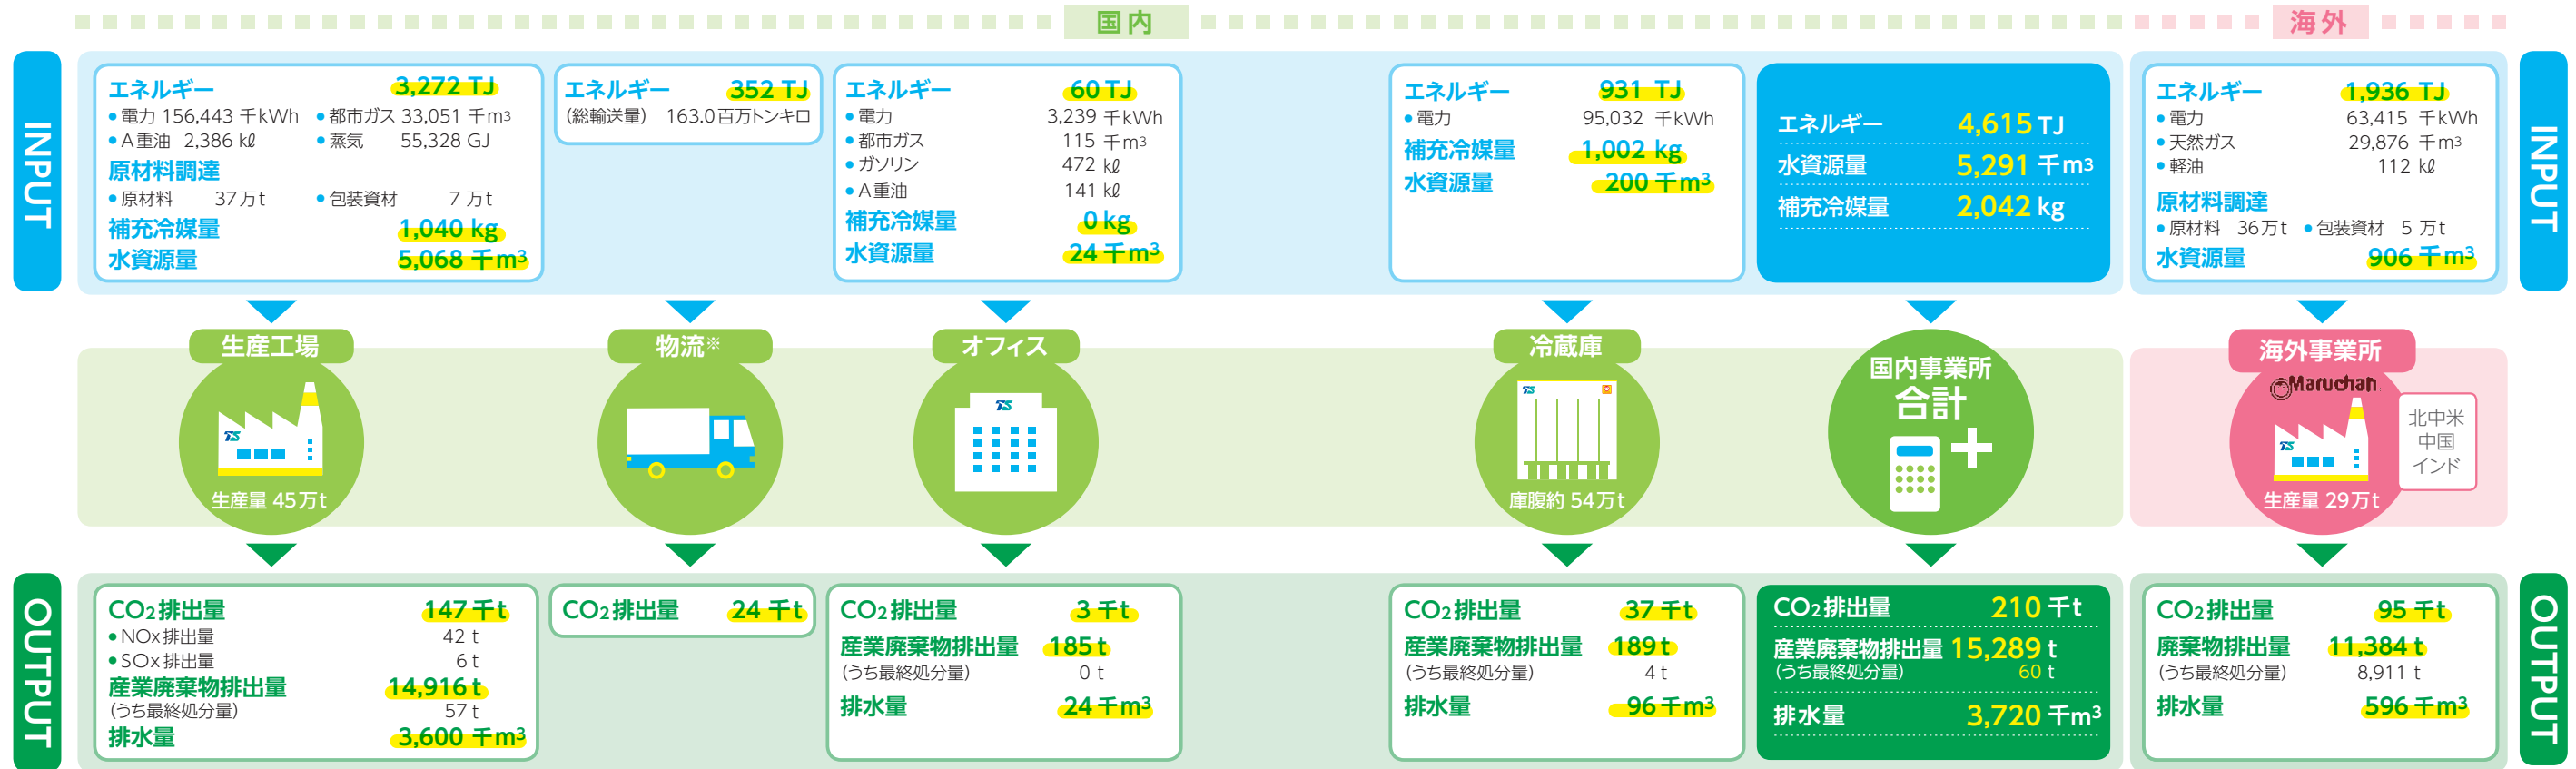 国内
海外
INPUT
エネルギー 3,272 TJ
•電力 156,443 千kWh •都市ガス 33,051 千m³
•A重油 2,386 kℓ •蒸気 55,328 GJ
原材料調達
•原材料 37万t •包装資材 7 万t
補充冷媒量 1,040 kg
水資源量 5,068 千m³
エネルギー 352 TJ
(総輸送量) 163.0百万トンキロ
エネルギー 60 TJ
•電力 3,239 千kWh
•都市ガス 115 千m³
•ガソリン 472 kℓ
•A重油 141 kℓ
補充冷媒量 0 kg
水資源量 24 千m³
エネルギー 931 TJ
•電力 95,032 千kWh
補充冷媒量 1,002 kg
水資源量 200 千m³
エネルギー 4,615 TJ
水資源量 5,291 千m³
補充冷媒量 2,042 kg
エネルギー 1,936 TJ
•電力 63,415 千kWh
•天然ガス 29,876 千m³
•軽油 112 kℓ
原材料調達
•原材料 36万t •包装資材 5 万t
水資源量 906 千m³
INPUT
生産工場
TS
生産量 45万t
物流※
オフィス
TS
冷蔵庫
TS
庫腹約 54万t
国内事業所
合計
海外事業所
Maruchan
TS
生産量 29万t
北中米
中国
インド
OUTPUT
CO₂排出量 147 千t
•NOx排出量 42 t
•SOx排出量 6 t
産業廃棄物排出量 14,916 t
(うち最終処分量) 57 t
排水量 3,600 千m³
CO₂排出量 24 千t
CO₂排出量 3 千t
産業廃棄物排出量 185 t
(うち最終処分量) 0 t
排水量 24 千m³
CO₂排出量 37 千t
産業廃棄物排出量 189 t
(うち最終処分量) 4 t
排水量 96 千m³
CO₂排出量 210 千t
産業廃棄物排出量 15,289 t
(うち最終処分量) 60 t
排水量 3,720 千m³
CO₂排出量 95 千t
廃棄物排出量 11,384 t
(うち最終処分量) 8,911 t
排水量 596 千m³
OUTPUT